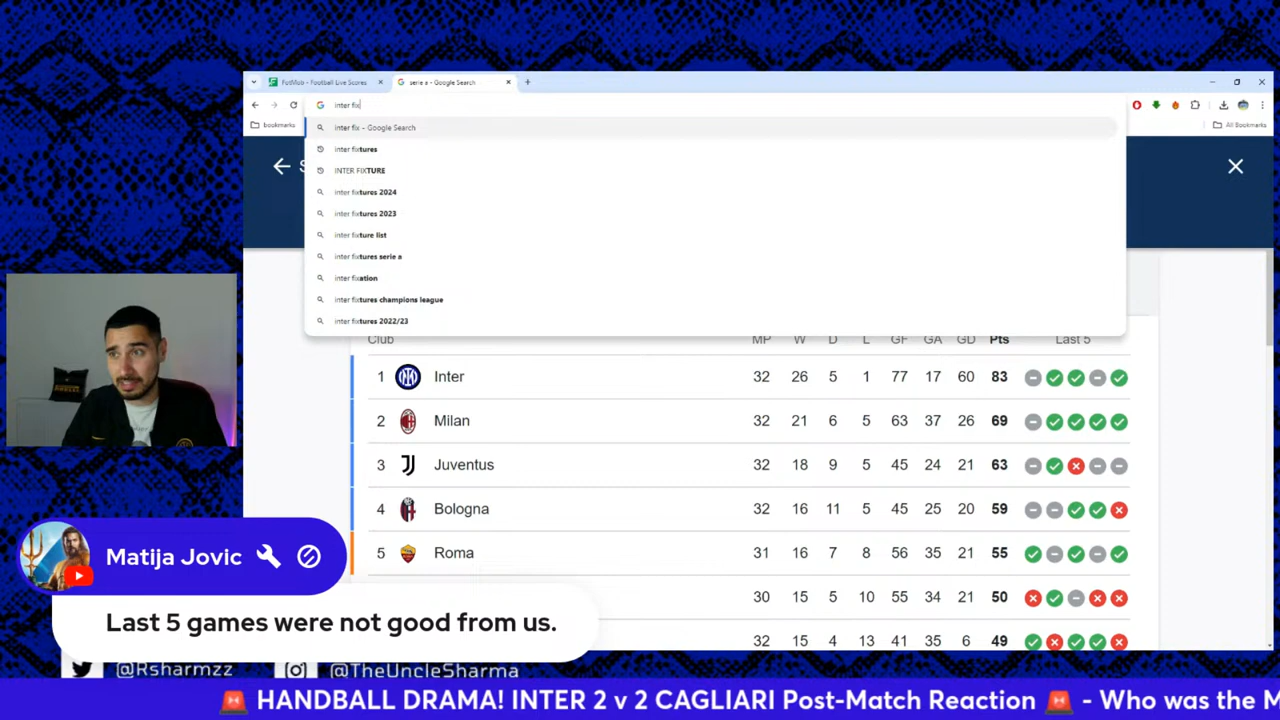 FotMob - Football Live Scores
serie a - Google Search
inter fix
bookmarks
All Bookmarks
inter fix - Google Search
inter fixtures
INTER FIXTURE
inter fixtures 2024
inter fixtures 2023
inter fixture list
inter fixtures serie a
inter fixation
inter fixtures champions league
inter fixtures 2022/23
Club MP W D L GF GA GD Pts Last 5
1 Inter 32 26 5 1 77 17 60 83
2 Milan 32 21 6 5 63 37 26 69
3 Juventus 32 18 9 5 45 24 21 63
4 Bologna 32 16 11 5 45 25 20 59
5 Roma 31 16 7 8 56 35 21 55
30 15 5 10 55 34 21 50
32 15 4 13 41 35 6 49
Matija Jovic
Last 5 games were not good from us.
@Rsharmzz @TheUncleSharma
🚨 HANDBALL DRAMA! INTER 2 v 2 CAGLIARI Post-Match Reaction 🚨 - Who was the